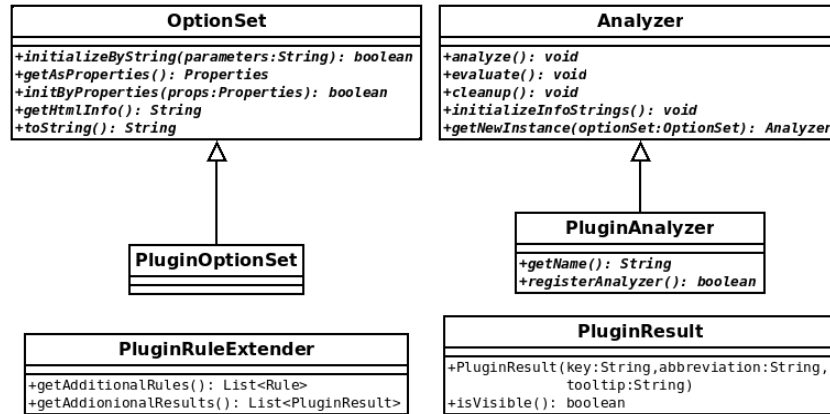 OptionSet
+initializeByString(parameters:String): boolean
+getAsProperties(): Properties
+initByProperties(props:Properties): boolean
+getHtmlInfo(): String
+toString(): String
Analyzer
+analyze(): void
+evaluate(): void
+cleanup(): void
+initializeInfoStrings(): void
+getNewInstance(optionSet:OptionSet): Analyzer
PluginOptionSet
PluginAnalyzer
+getName(): String
+registerAnalyzer(): boolean
PluginRuleExtender
+getAdditionalRules(): List<Rule>
+getAddionionalResults(): List<PluginResult>
PluginResult
+PluginResult(key:String,abbreviation:String,
tooltip:String)
+isVisible(): boolean